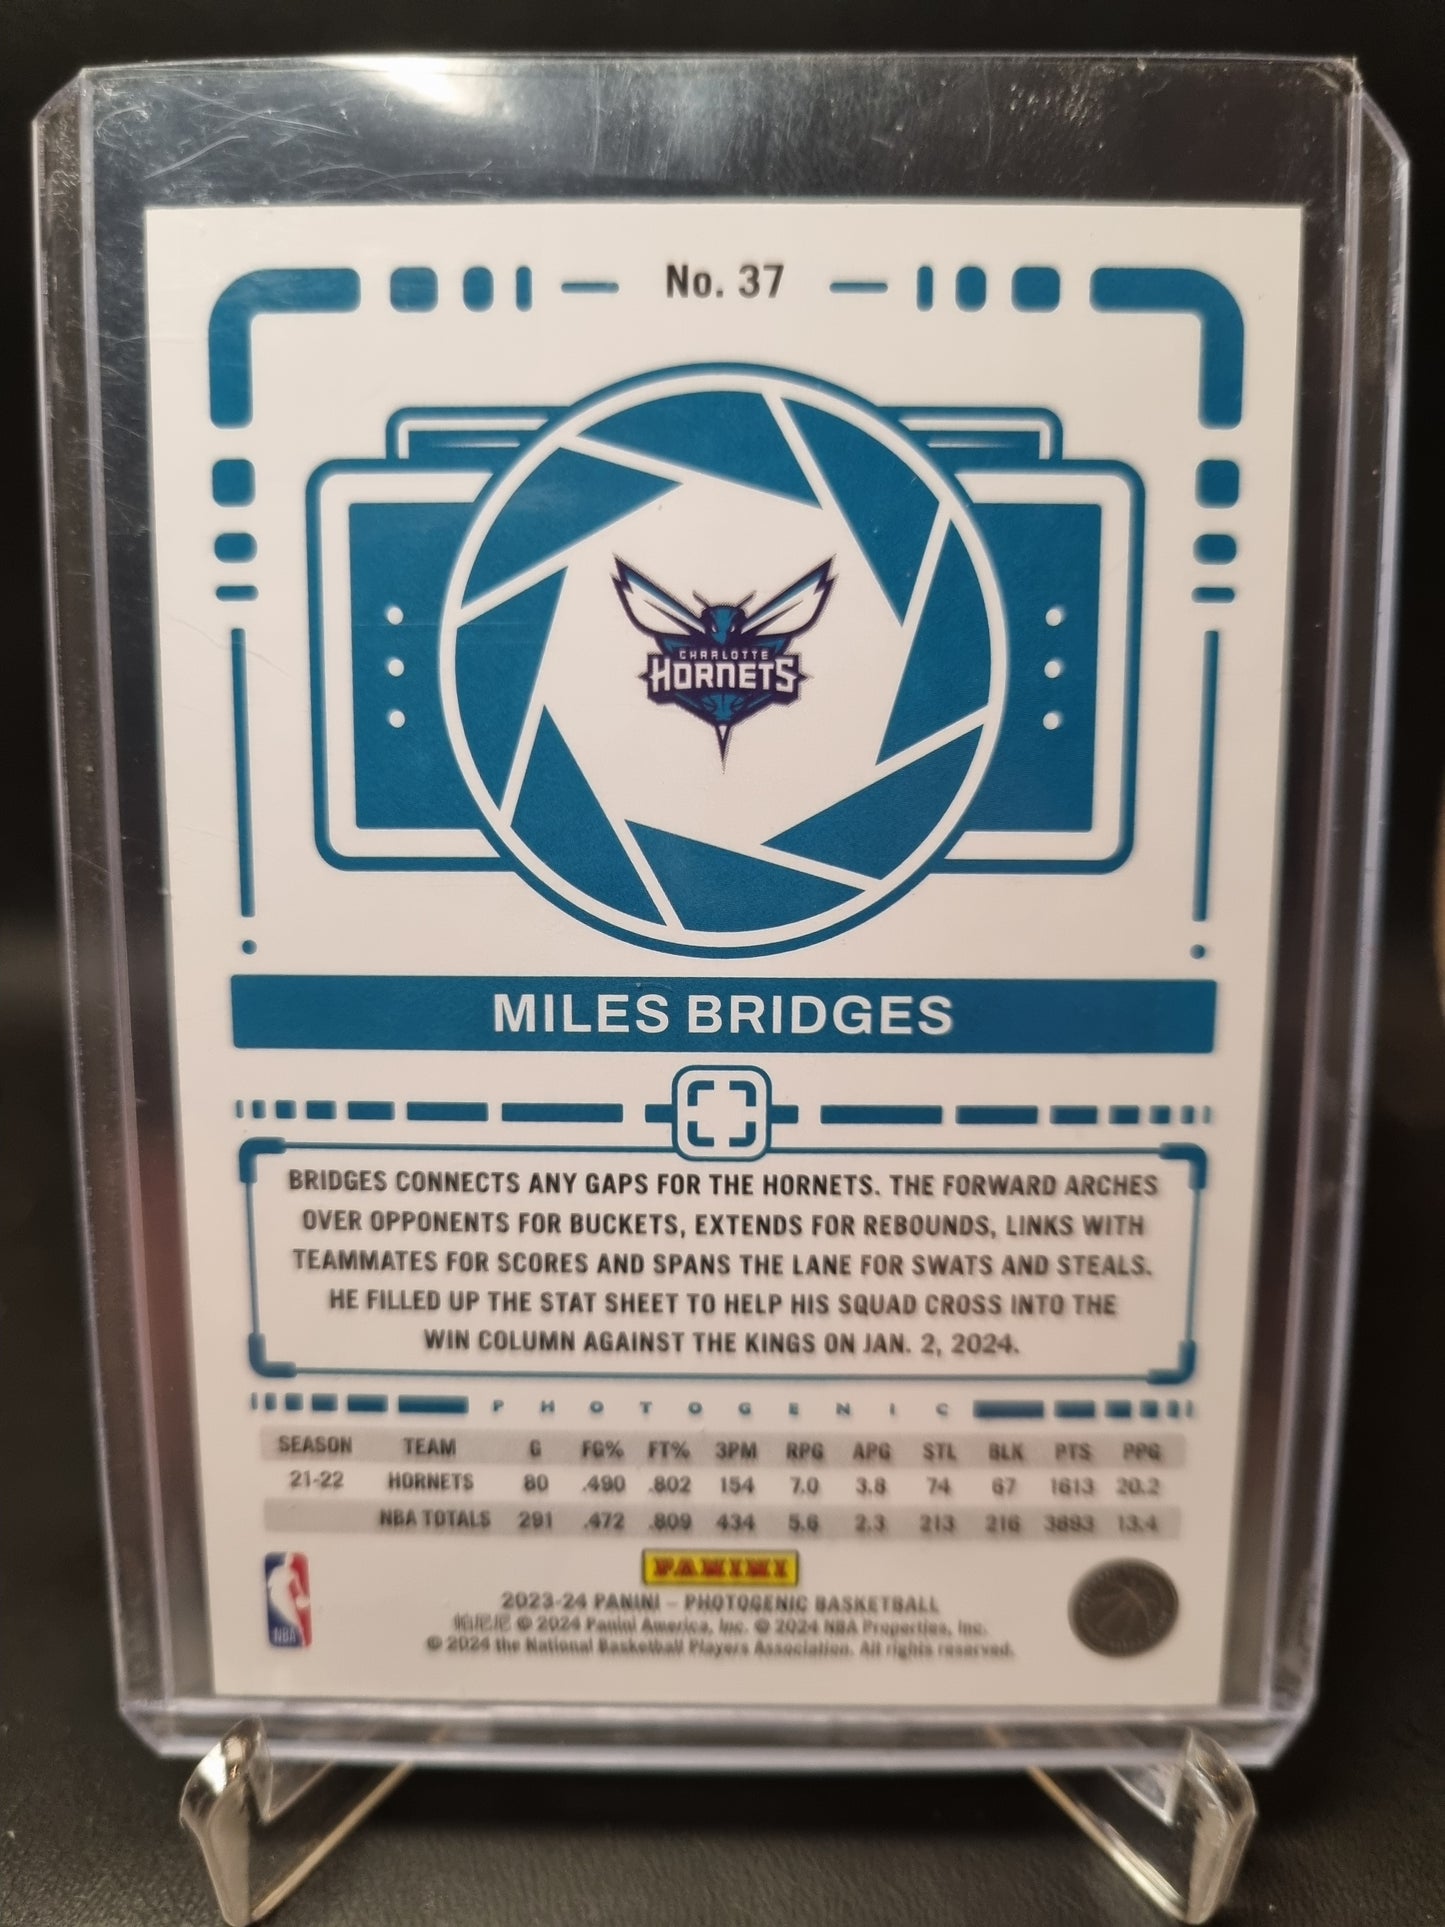 No. 37
CHARLOTTE
HORNETS
MILES BRIDGES
BRIDGES CONNECTS ANY GAPS FOR THE HORNETS. THE FORWARD ARCHES
OVER OPPONENTS FOR BUCKETS, EXTENDS FOR REBOUNDS, LINKS WITH
TEAMMATES FOR SCORES AND SPANS THE LANE FOR SWATS AND STEALS.
HE FILLED UP THE STAT SHEET TO HELP HIS SQUAD CROSS INTO THE
WIN COLUMN AGAINST THE KINGS ON JAN. 2, 2024.
PHOTOGENIC
SEASON TEAM G FG% FT% 3PM RPG APG STL BLK PTS PPG
21-22 HORNETS 80 .490 .802 154 7.0 3.8 74 67 1613 20.2
NBA TOTALS 291 .472 .809 434 5.6 2.3 213 216 3893 13.4
PANINI
2023-24 PANINI – PHOTOGENIC BASKETBALL
帕尼尼 © 2024 Panini America, Inc. © 2024 NBA Properties, Inc.
© 2024 the National Basketball Players Association. All rights reserved.
NBA